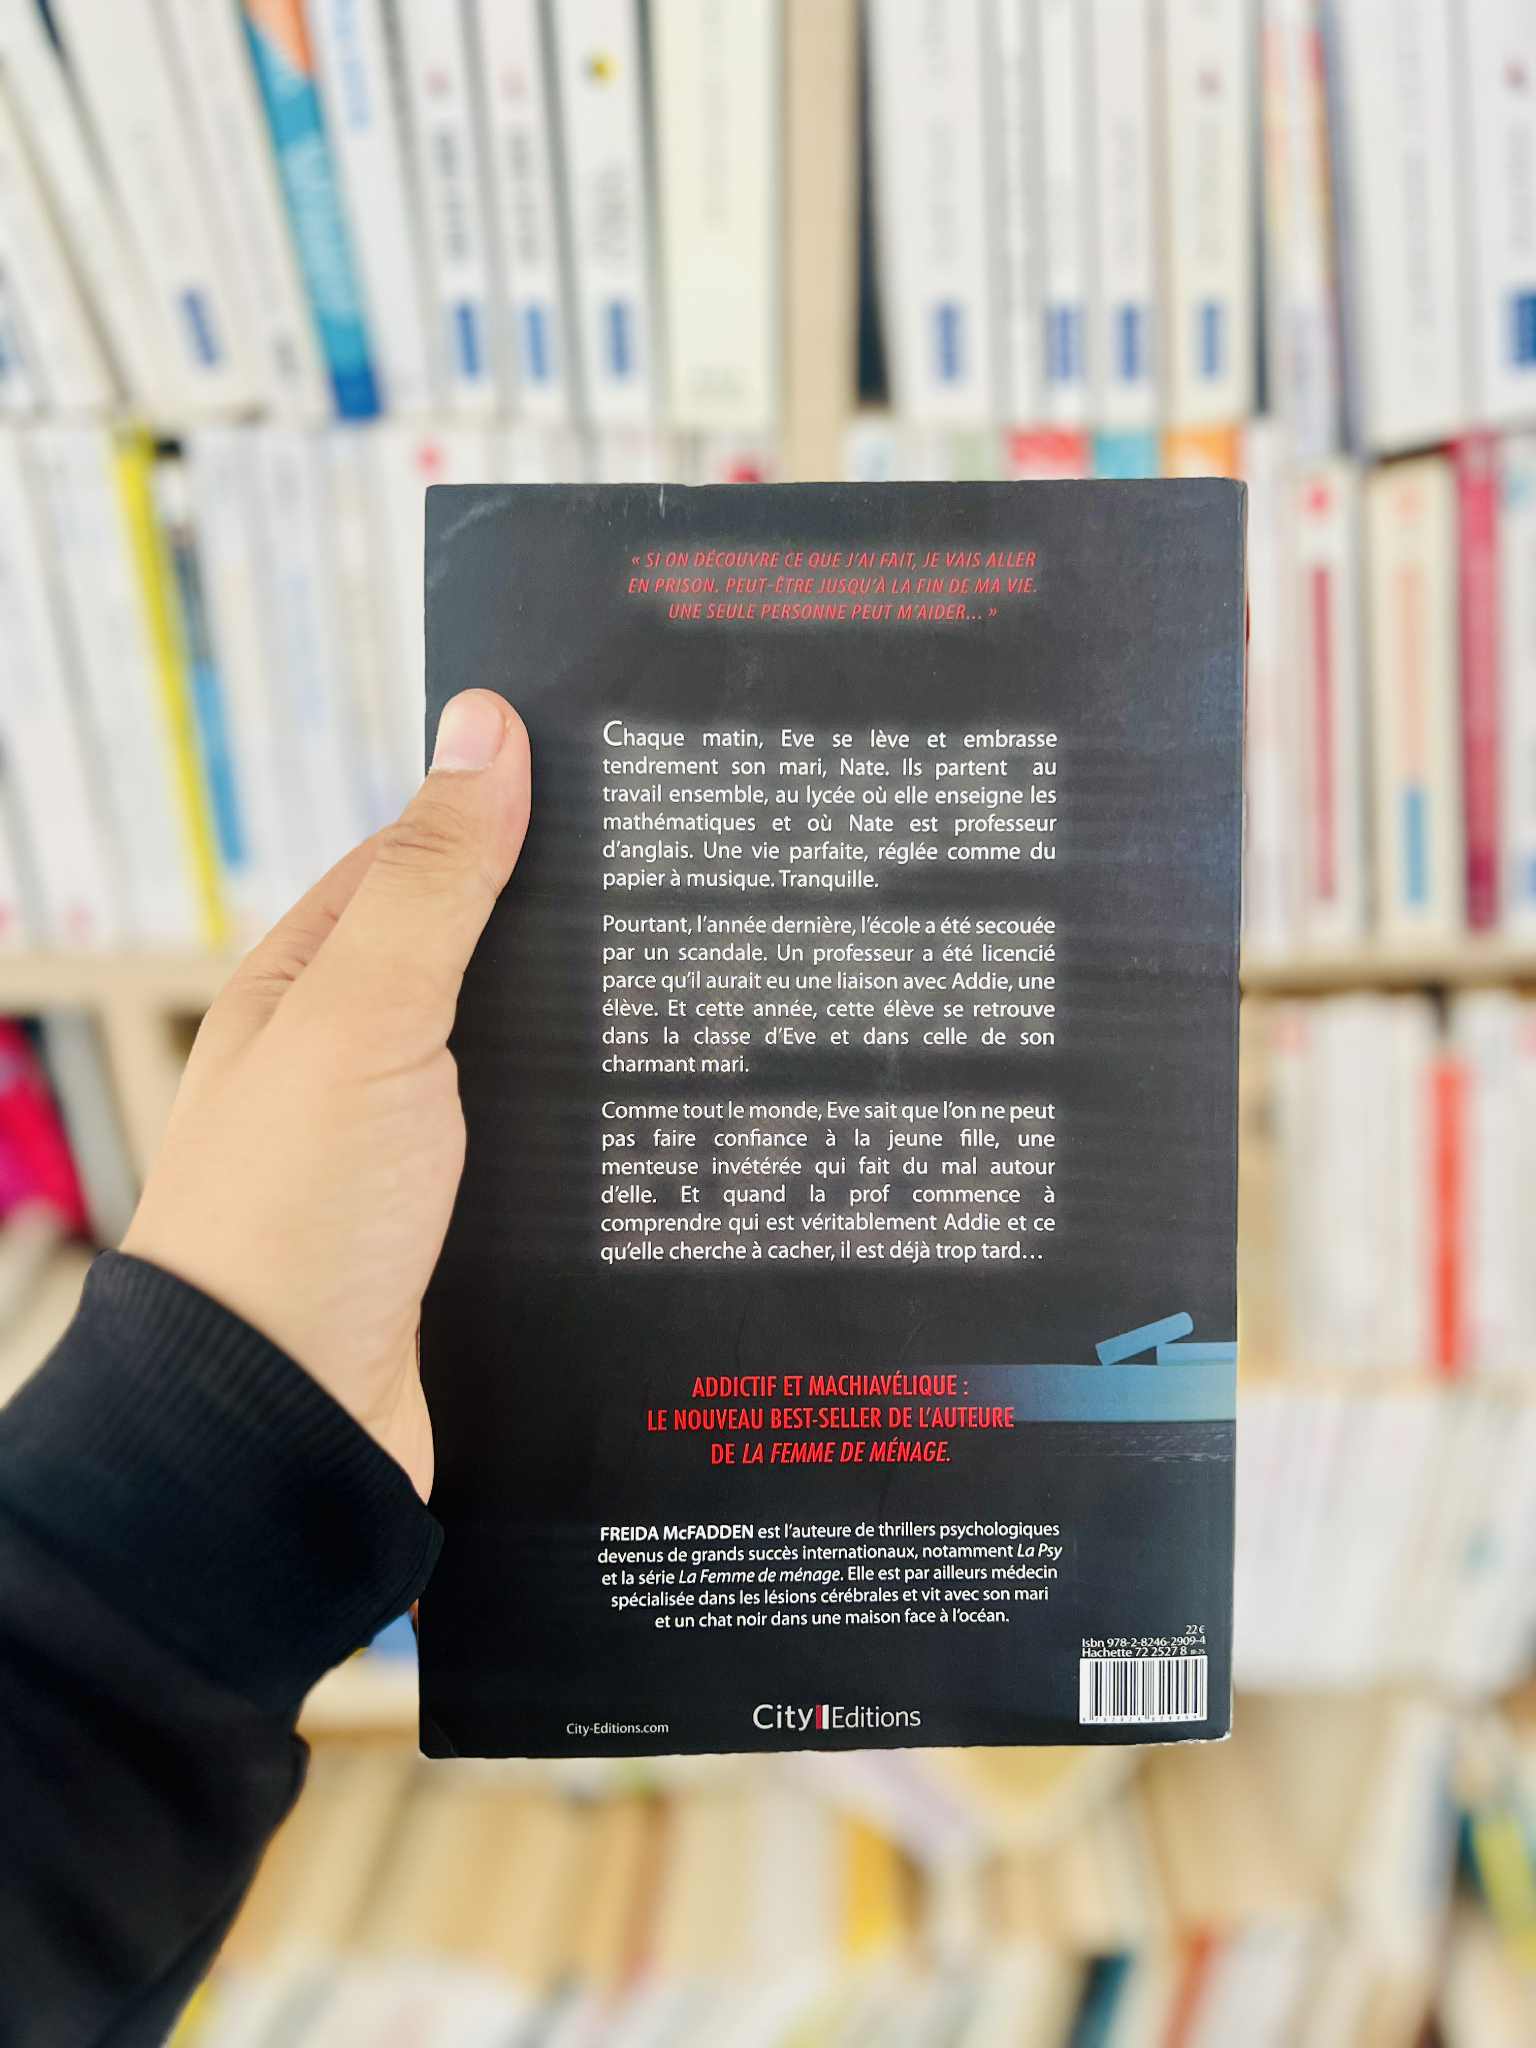 « SI ON DÉCOUVRE CE QUE J'AI FAIT, JE VAIS ALLER
EN PRISON. PEUT-ÊTRE JUSQU'À LA FIN DE MA VIE.
UNE SEULE PERSONNE PEUT M'AIDER... »
Chaque matin, Eve se lève et embrasse
tendrement son mari, Nate. Ils partent au
travail ensemble, au lycée où elle enseigne les
mathématiques et où Nate est professeur
d'anglais. Une vie parfaite, réglée comme du
papier à musique. Tranquille.
Pourtant, l'année dernière, l'école a été secouée
par un scandale. Un professeur a été licencié
parce qu'il aurait eu une liaison avec Addie, une
élève. Et cette année, cette élève se retrouve
dans la classe d'Eve et dans celle de son
charmant mari.
Comme tout le monde, Eve sait que l'on ne peut
pas faire confiance à la jeune fille, une
menteuse invétérée qui fait du mal autour
d'elle. Et quand la prof commence à
comprendre qui est véritablement Addie et ce
qu'elle cherche à cacher, il est déjà trop tard...
ADDICTIF ET MACHIAVÉLIQUE :
LE NOUVEAU BEST-SELLER DE L'AUTEURE
DE LA FEMME DE MÉNAGE.
FREIDA McFADDEN est l'auteure de thrillers psychologiques
devenus de grands succès internationaux, notamment La Psy
et la série La Femme de ménage. Elle est par ailleurs médecin
spécialisée dans les lésions cérébrales et vit avec son mari
et un chat noir dans une maison face à l'océan.
22 €
Isbn 978-2-8246-2909-4
Hachette 72 2527 8
City Editions
City-Editions.com